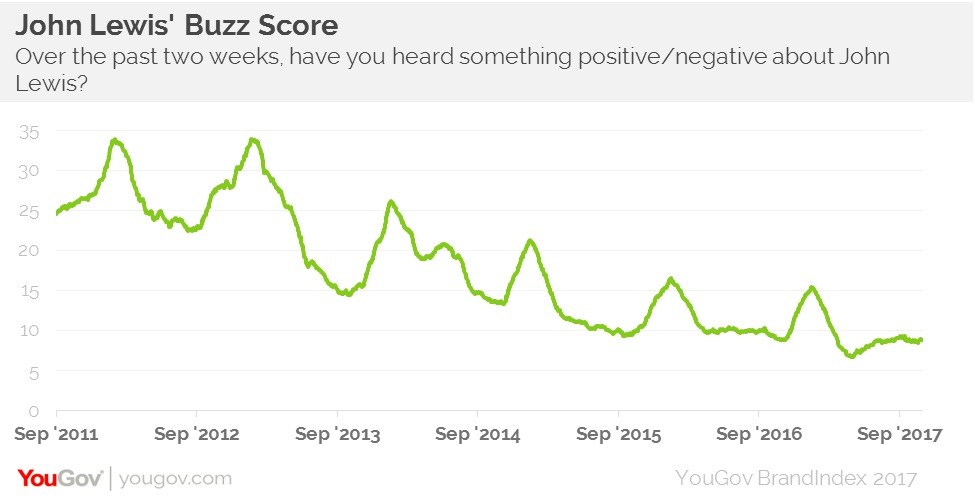 John Lewis' Buzz Score
Over the past two weeks, have you heard something positive/negative about John
Lewis?
35
30
25
20
15
10
5
0
Sep '2011 Sep '2012 Sep '2013 Sep '2014 Sep '2015 Sep '2016 Sep '2017
YouGov | yougov.com YouGov BrandIndex 2017